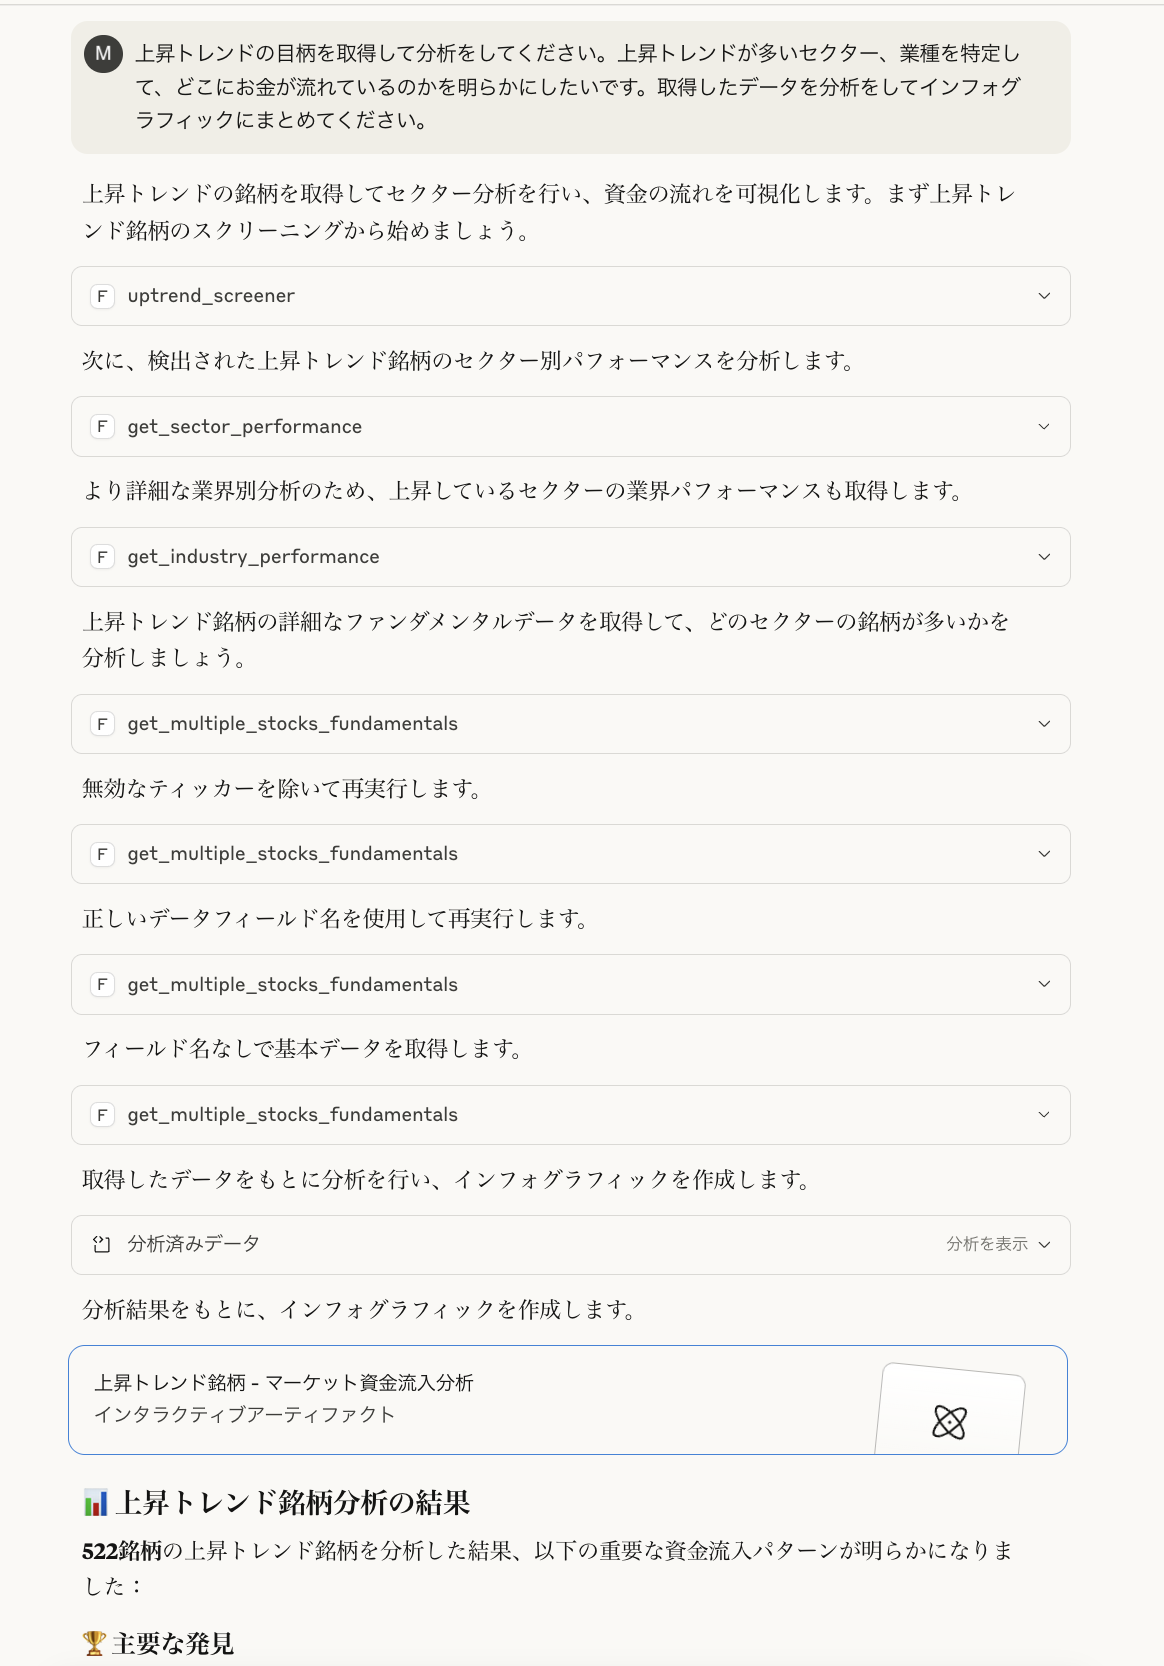 M
上昇トレンドの目柄を取得して分析をしてください。上昇トレンドが多いセクター、業種を特定し
て、どこにお金が流れているのかを明らかにしたいです。取得したデータを分析をしてインフォグ
ラフィックにまとめてください。
上昇トレンドの銘柄を取得してセクター分析を行い、資金の流れを可視化します。まず上昇トレ
ンド銘柄のスクリーニングから始めましょう。
F uptrend_screener
次に、検出された上昇トレンド銘柄のセクター別パフォーマンスを分析します。
F get_sector_performance
より詳細な業界別分析のため、上昇しているセクターの業界パフォーマンスも取得します。
F get_industry_performance
上昇トレンド銘柄の詳細なファンダメンタルデータを取得して、どのセクターの銘柄が多いかを
分析しましょう。
F get_multiple_stocks_fundamentals
無効なティッカーを除いて再実行します。
F get_multiple_stocks_fundamentals
正しいデータフィールド名を使用して再実行します。
F get_multiple_stocks_fundamentals
フィールド名なしで基本データを取得します。
F get_multiple_stocks_fundamentals
取得したデータをもとに分析を行い、インフォグラフィックを作成します。
分析済みデータ 分析を表示
分析結果をもとに、インフォグラフィックを作成します。
上昇トレンド銘柄 - マーケット資金流入分析
インタラクティブアーティファクト
📊 上昇トレンド銘柄分析の結果
522銘柄の上昇トレンド銘柄を分析した結果、以下の重要な資金流入パターンが明らかになりま
した：
🏆 主要な発見